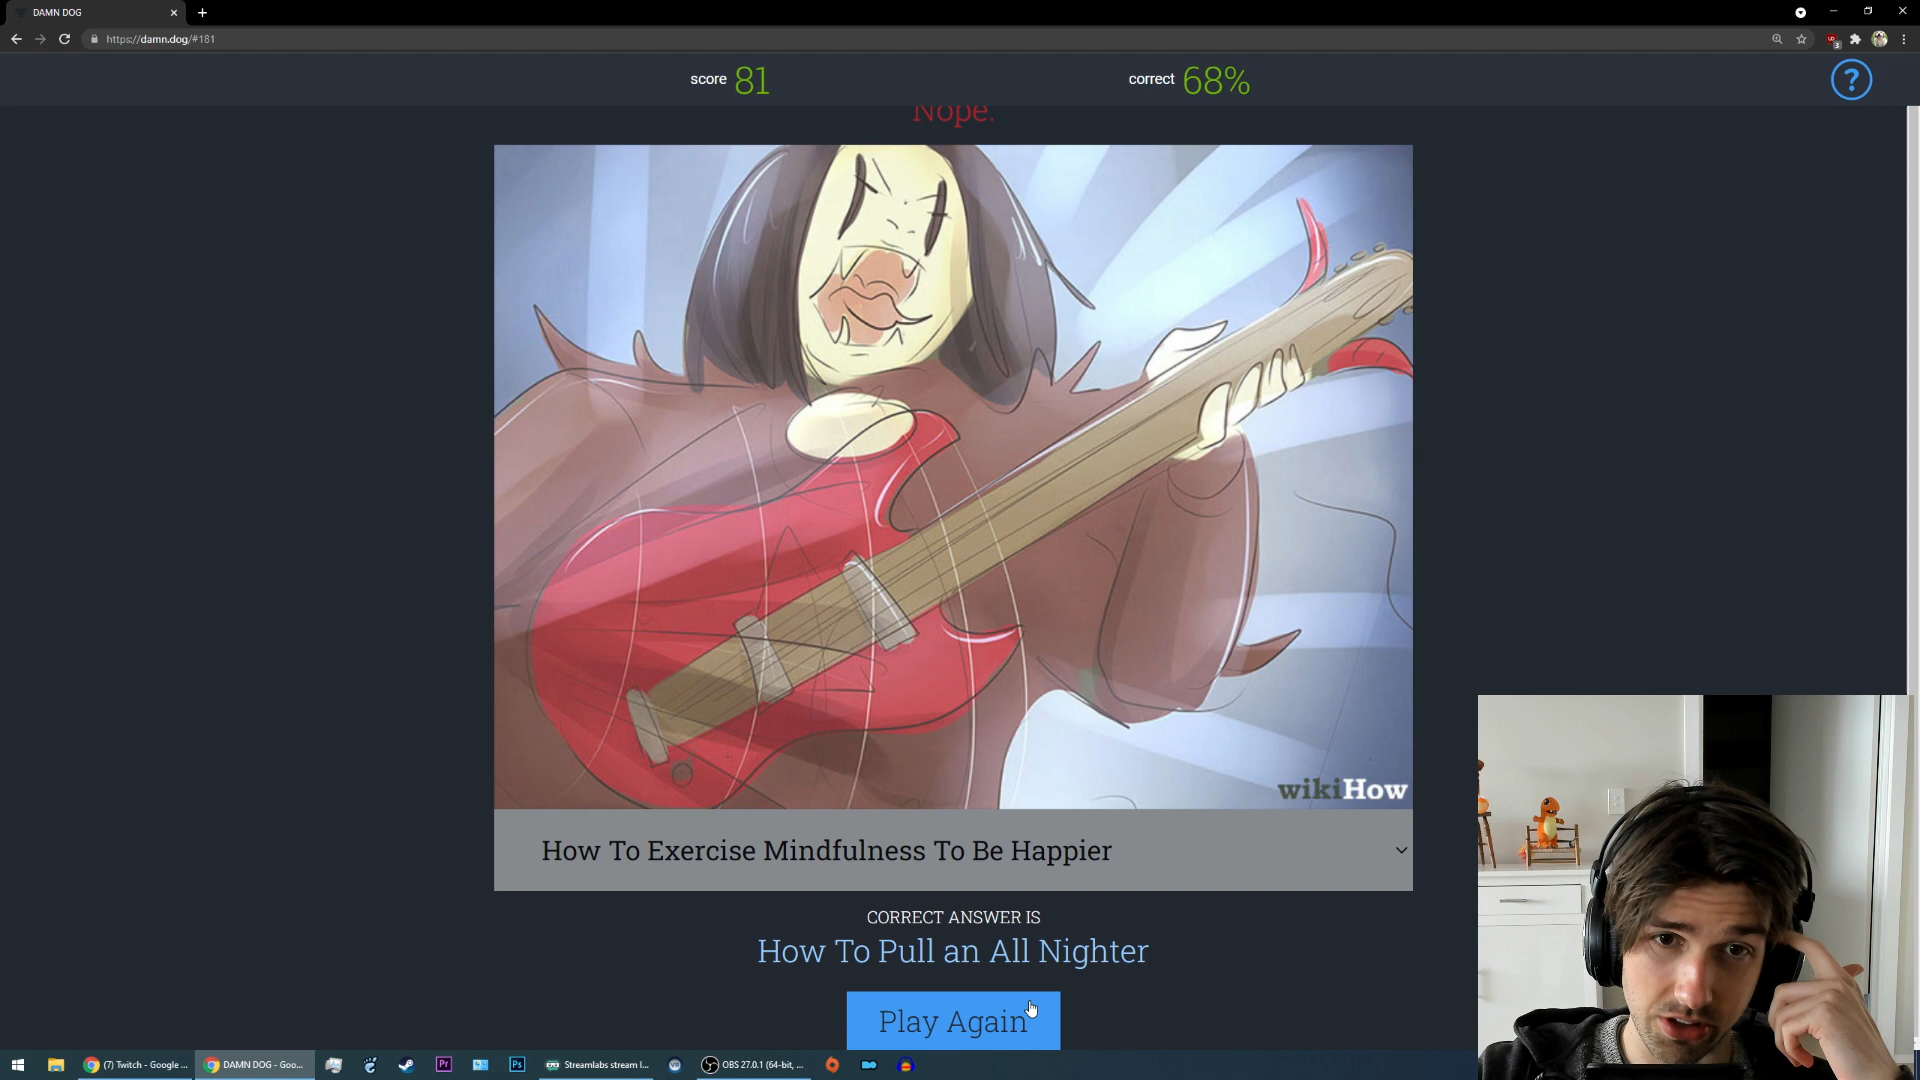 DAMN DOG
https://damn.dog/#181
score 81
correct 68%
?
Nope.
wikiHow
How To Exercise Mindfulness To Be Happier
CORRECT ANSWER IS
How To Pull an All Nighter
Play Again
(7) Twitch - Google ...
DAMN DOG - Goo...
Pr
Ps
Streamlabs stream l...
OBS 27.0.1 (64-bit, ...